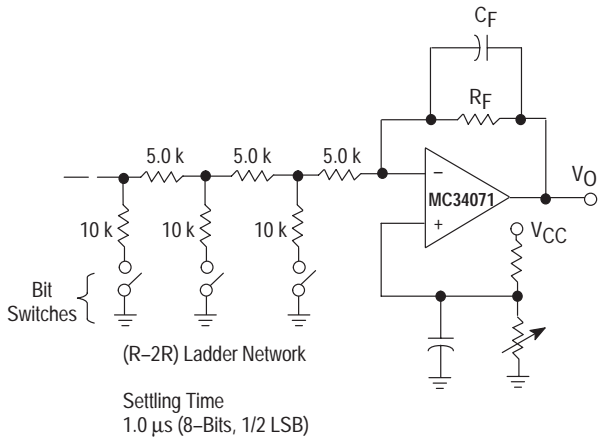 CF
RF
5.0 k 5.0 k 5.0 k
–
MC34071
+
VO
VCC
10 k 10 k 10 k
Bit
Switches
(R–2R) Ladder Network
Settling Time
1.0 μs (8–Bits, 1/2 LSB)